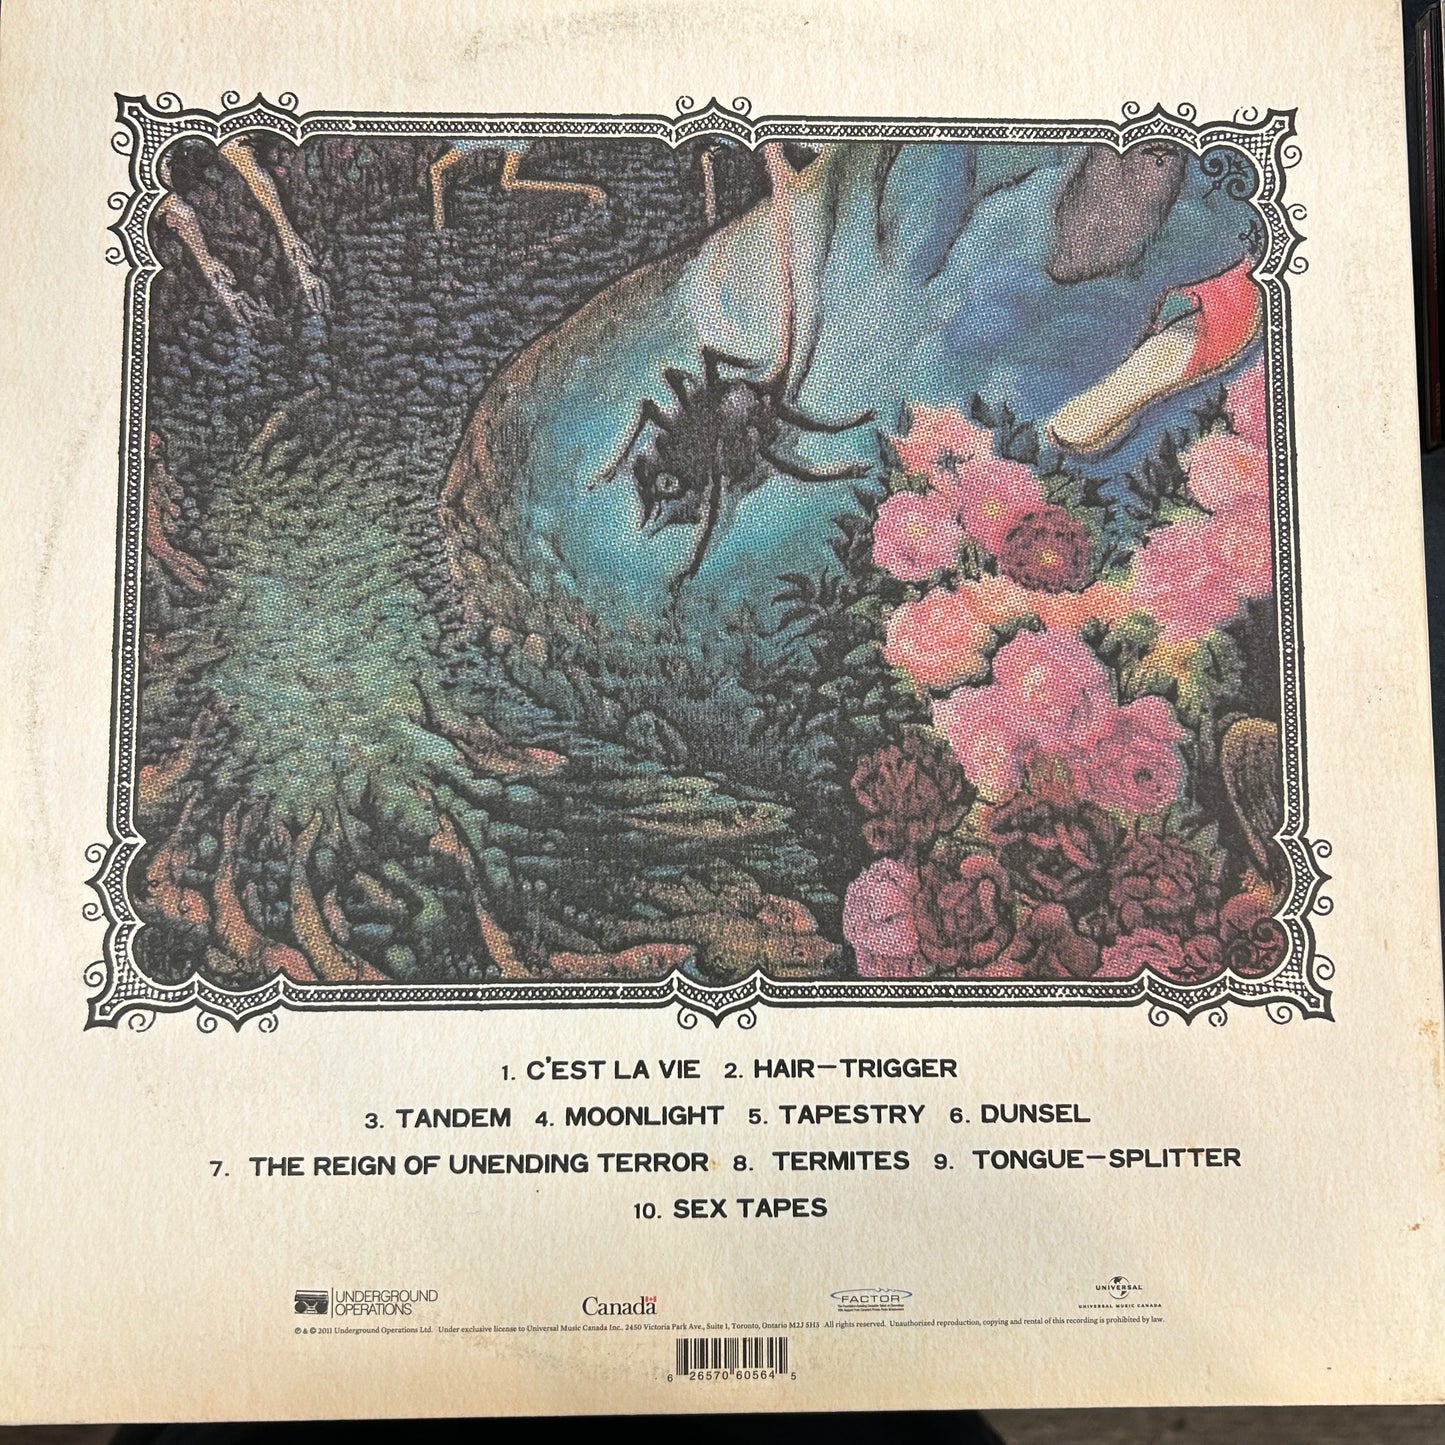 1. C'EST LA VIE 2. HAIR–TRIGGER
3. TANDEM 4. MOONLIGHT 5. TAPESTRY 6. DUNSEL
7. THE REIGN OF UNENDING TERROR 8. TERMITES 9. TONGUE–SPLITTER
10. SEX TAPES
UNDERGROUND
OPERATIONS
Canada
FACTOR
UNIVERSAL
UNIVERSAL MUSIC CANADA
℗ & © 2011 Underground Operations Ltd. Under exclusive license to Universal Music Canada Inc. 2450 Victoria Park Ave., Suite 1, Toronto, Ontario M2J 5H3 All rights reserved. Unauthorized reproduction, copying and rental of this recording is prohibited by law.
6 26570 60564 5